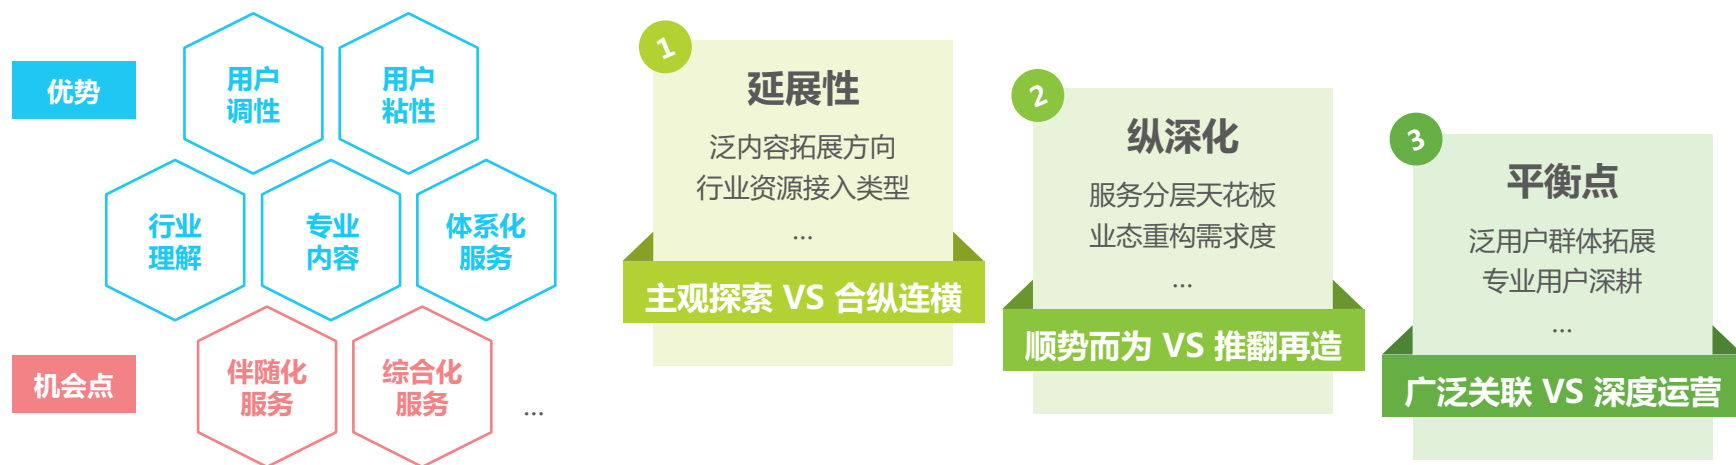 优势
用户
调性
用户
粘性
行业
理解
专业
内容
体系化
服务
机会点
伴随化
服务
综合化
服务
...
1
延展性
泛内容拓展方向
行业资源接入类型
...
主观探索 VS 合纵连横
2
纵深化
服务分层天花板
业态重构需求度
...
顺势而为 VS 推翻再造
3
平衡点
泛用户群体拓展
专业用户深耕
...
广泛关联 VS 深度运营